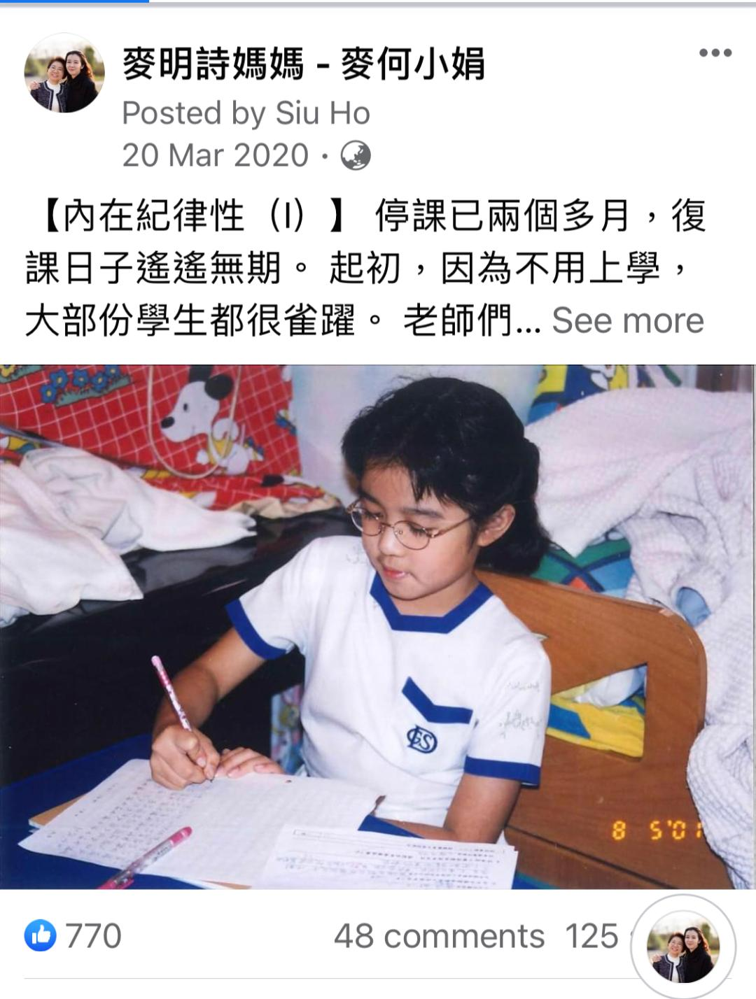 麥明詩媽媽 - 麥何小娟
Posted by Siu Ho
20 Mar 2020 ·
【內在紀律性（I）】 停課已兩個多月，復
課日子遙遙無期。 起初，因為不用上學，
大部份學生都很雀躍。 老師們... See more
DGS
8 5'01
770
48 comments 125